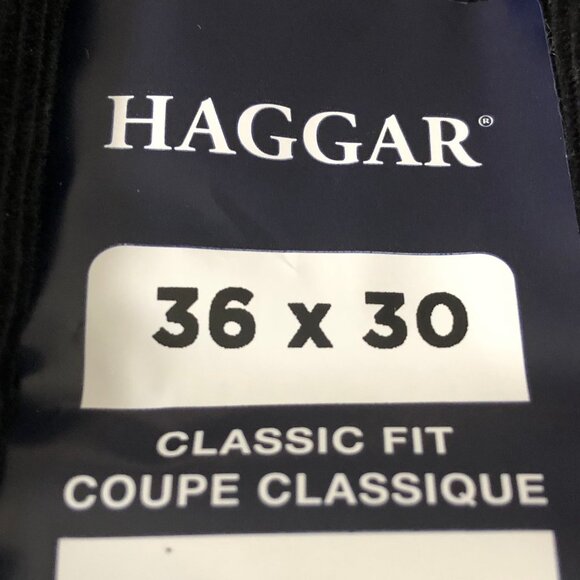 HAGGAR®
36 x 30
CLASSIC FIT
COUPE CLASSIQUE